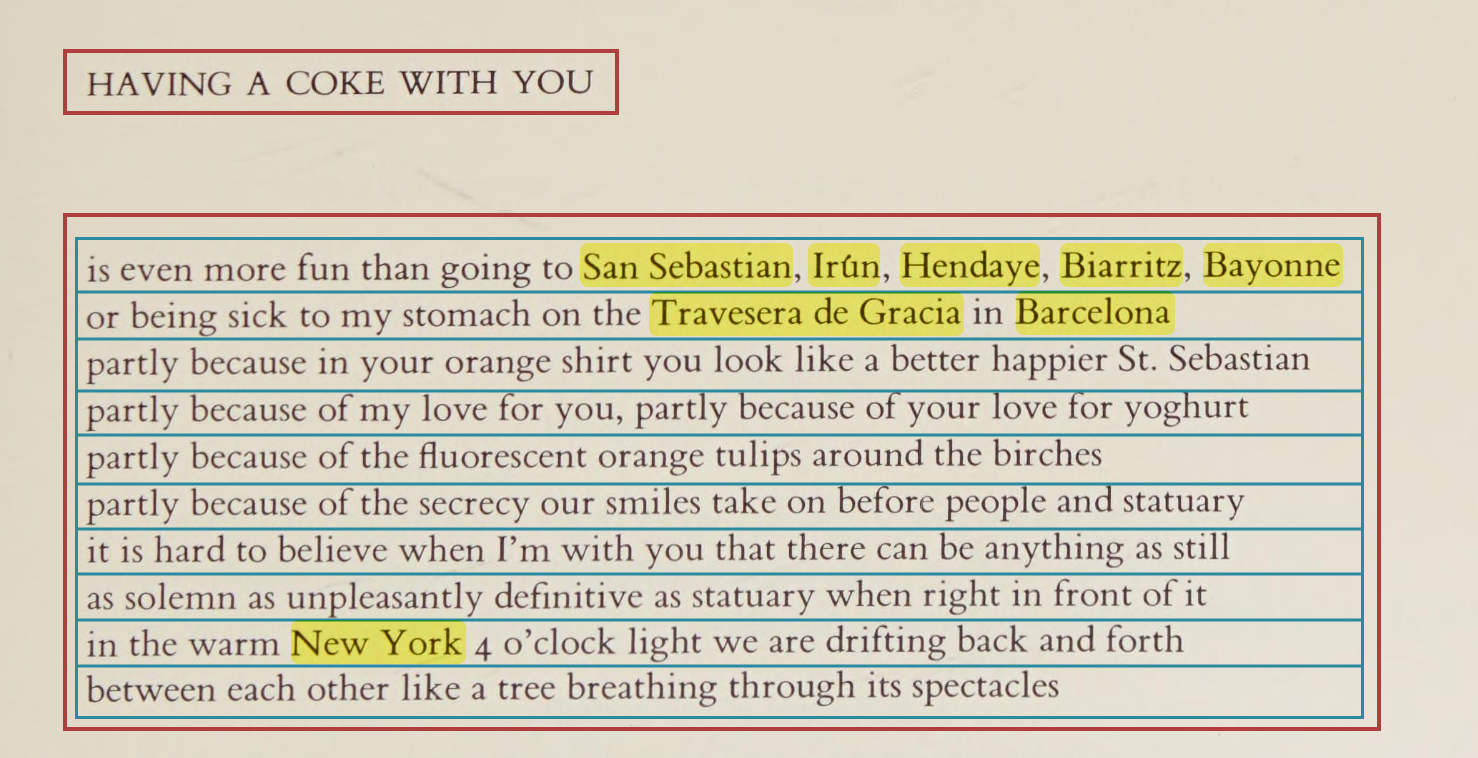 HAVING A COKE WITH YOU
is even more fun than going to San Sebastian, Irún, Hendaye, Biarritz, Bayonne
or being sick to my stomach on the Travesera de Gracia in Barcelona
partly because in your orange shirt you look like a better happier St. Sebastian
partly because of my love for you, partly because of your love for yoghurt
partly because of the fluorescent orange tulips around the birches
partly because of the secrecy our smiles take on before people and statuary
it is hard to believe when I’m with you that there can be anything as still
as solemn as unpleasantly definitive as statuary when right in front of it
in the warm New York 4 o’clock light we are drifting back and forth
between each other like a tree breathing through its spectacles